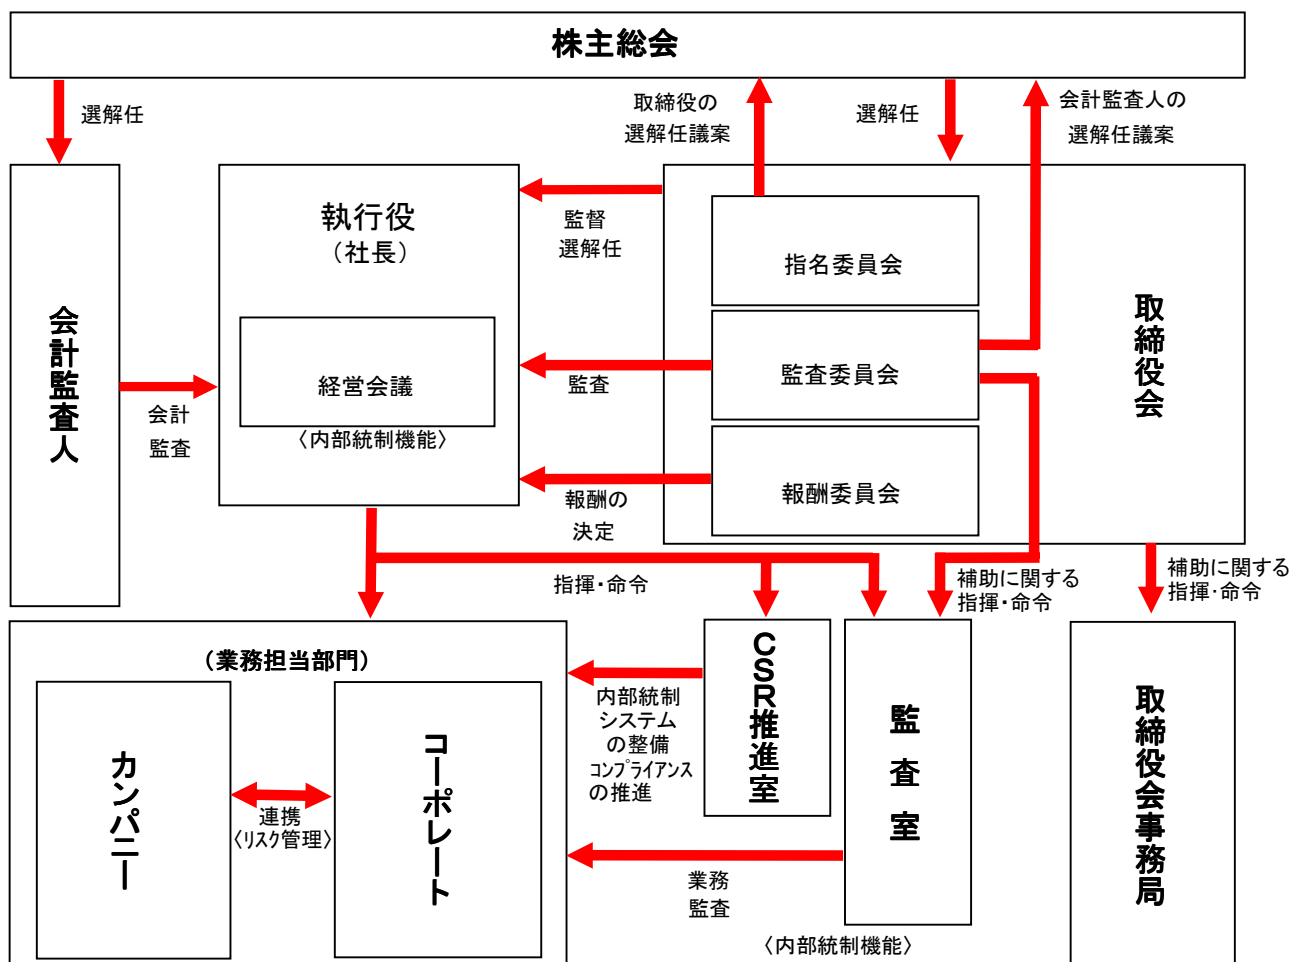 株主総会
選解任
取締役の
選解任議案
選解任
会計監査人の
選解任議案
会計監査人
執行役
（社長）
監督
選解任
指名委員会
取締役会
経営会議
〈内部統制機能〉
監査
監査委員会
会計
監査
報酬の
決定
報酬委員会
指揮・命令
補助に関する
指揮・命令
補助に関する
指揮・命令
（業務担当部門）
カンパニー
連携
〈リスク管理〉
コーポレート
内部統制
システム
の整備
コンプライアンス
の推進
CSR推進室
監査室
取締役会事務局
業務
監査
〈内部統制機能〉